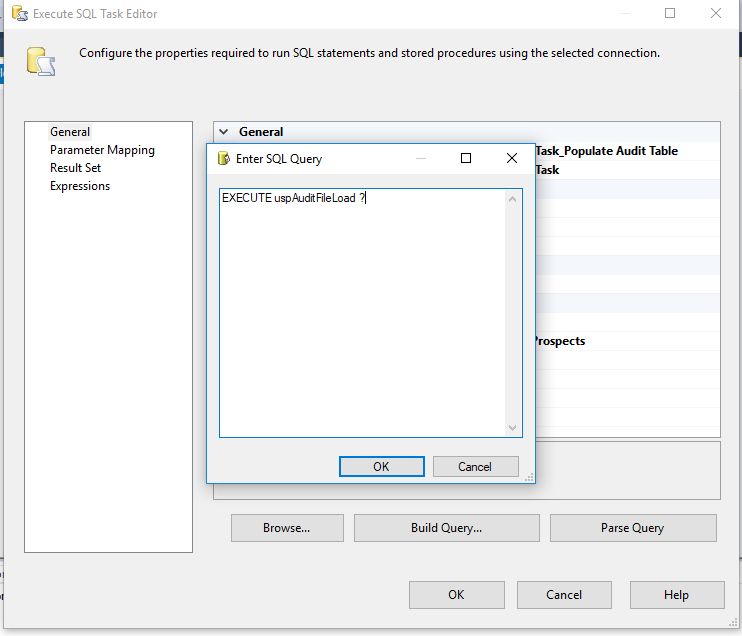 Execute SQL Task Editor
Configure the properties required to run SQL statements and stored procedures using the selected connection.
General
Parameter Mapping
Result Set
Expressions
General
Task_Populate Audit Table
Task
Prospects
Enter SQL Query
EXECUTE uspAuditFileLoad ?
OK
Cancel
Browse...
Build Query...
Parse Query
OK
Cancel
Help